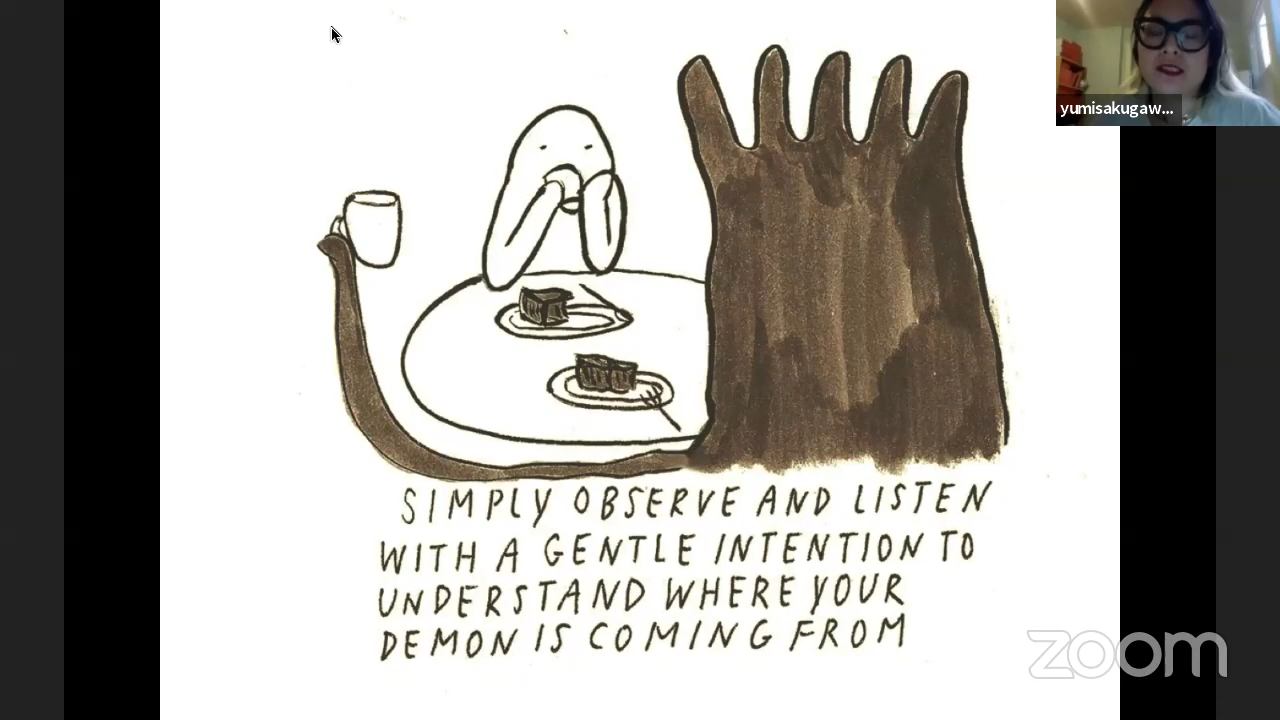 yumisakugaw...
SIMPLY OBSERVE AND LISTEN
WITH A GENTLE INTENTION TO
UNDERSTAND WHERE YOUR
DEMON IS COMING FROM
zoom